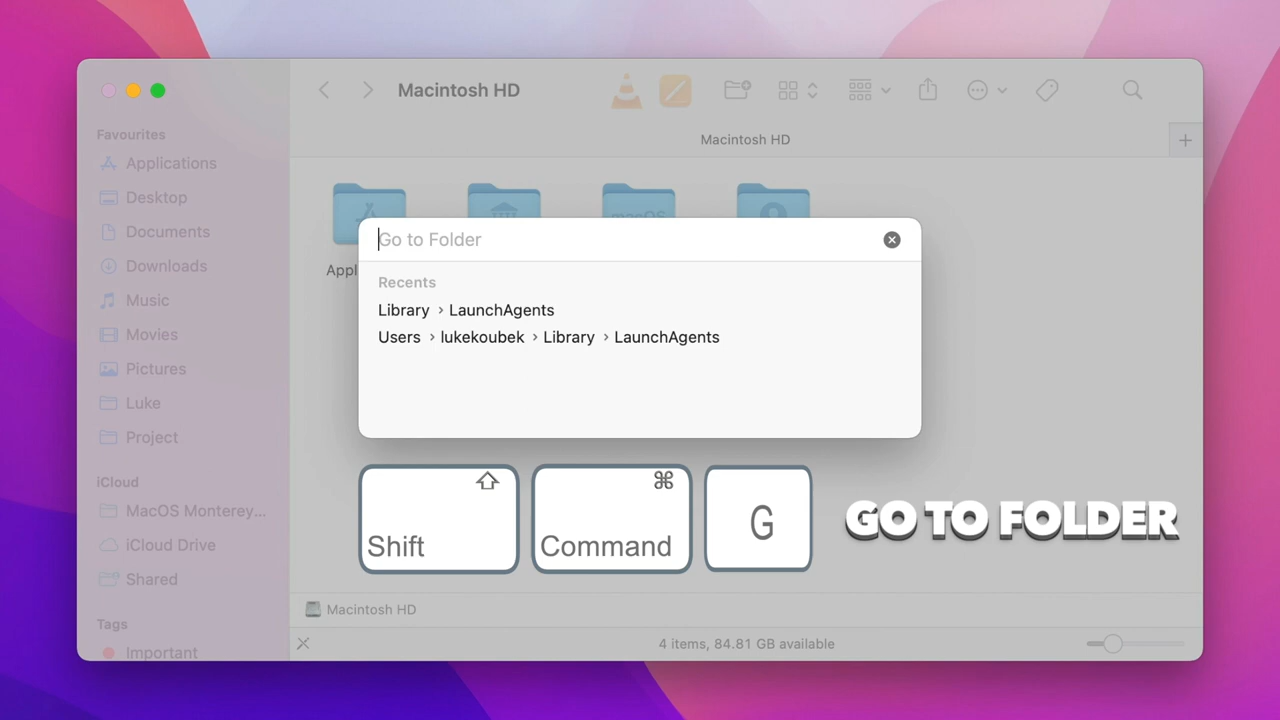 Macintosh HD
Macintosh HD
Favourites
Applications
Desktop
Documents
Downloads
Music
Movies
Pictures
Luke
Project
iCloud
MacOS Monterey...
iCloud Drive
Shared
Tags
Important
macOS
Appl
Go to Folder
Recents
Library › LaunchAgents
Users › lukekoubek › Library › LaunchAgents
Shift ⇧
Command ⌘
G
GO TO FOLDER
Macintosh HD
4 items, 84.81 GB available